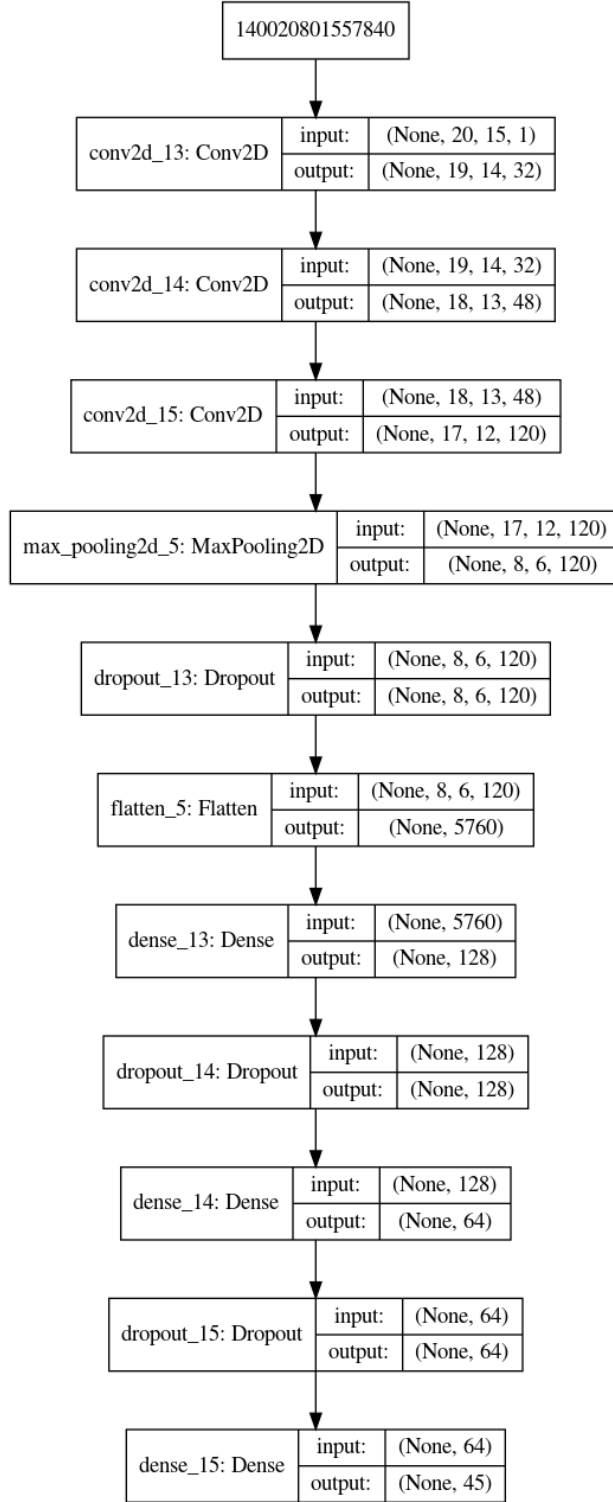 140020801557840
conv2d_13: Conv2D input: (None, 20, 15, 1)
output: (None, 19, 14, 32)
conv2d_14: Conv2D input: (None, 19, 14, 32)
output: (None, 18, 13, 48)
conv2d_15: Conv2D input: (None, 18, 13, 48)
output: (None, 17, 12, 120)
max_pooling2d_5: MaxPooling2D input: (None, 17, 12, 120)
output: (None, 8, 6, 120)
dropout_13: Dropout input: (None, 8, 6, 120)
output: (None, 8, 6, 120)
flatten_5: Flatten input: (None, 8, 6, 120)
output: (None, 5760)
dense_13: Dense input: (None, 5760)
output: (None, 128)
dropout_14: Dropout input: (None, 128)
output: (None, 128)
dense_14: Dense input: (None, 128)
output: (None, 64)
dropout_15: Dropout input: (None, 64)
output: (None, 64)
dense_15: Dense input: (None, 64)
output: (None, 45)